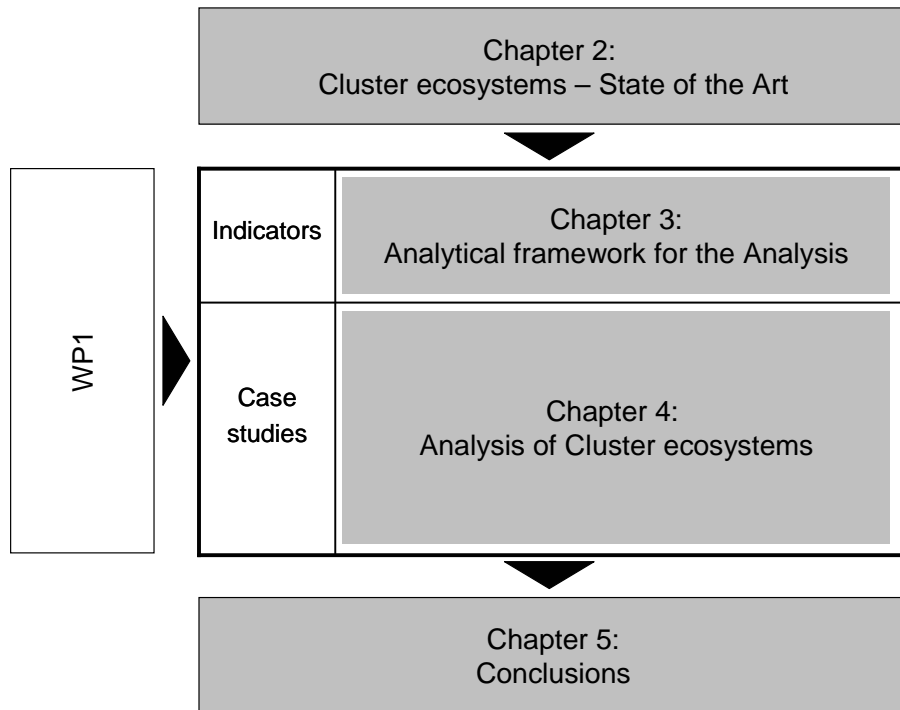 Chapter 2:
Cluster ecosystems – State of the Art
WP1
Indicators
Chapter 3:
Analytical framework for the Analysis
Case
studies
Chapter 4:
Analysis of Cluster ecosystems
Chapter 5:
Conclusions